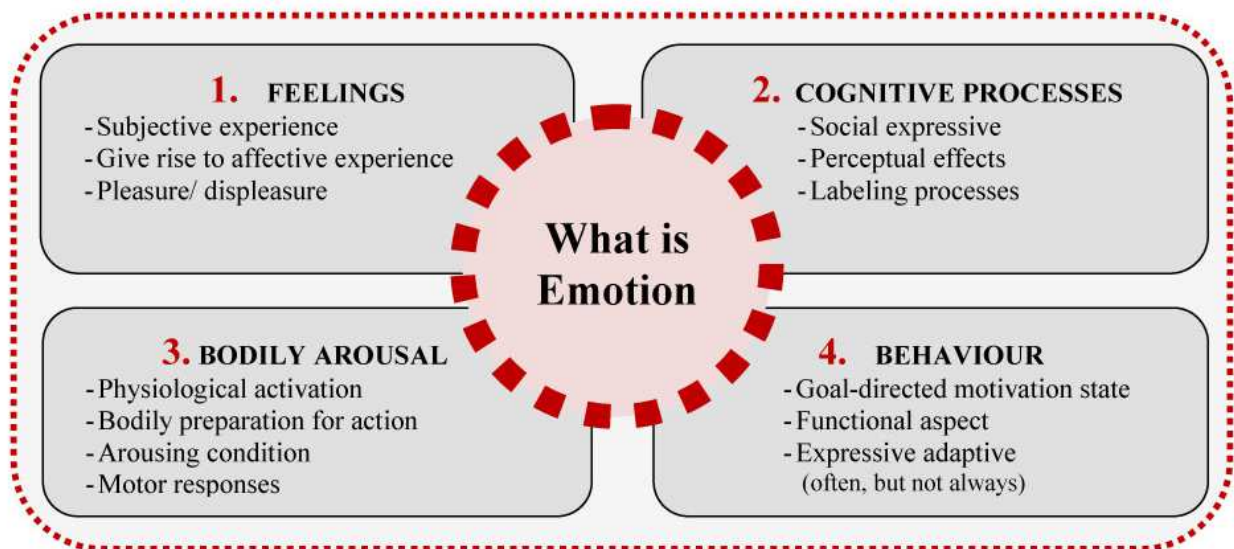 1. FEELINGS
-Subjective experience
-Give rise to affective experience
-Pleasure/ displeasure
2. COGNITIVE PROCESSES
-Social expressive
-Perceptual effects
-Labeling processes
What is
Emotion
3. BODILY AROUSAL
-Physiological activation
-Bodily preparation for action
-Arousing condition
-Motor responses
4. BEHAVIOUR
-Goal-directed motivation state
-Functional aspect
-Expressive adaptive
(often, but not always)